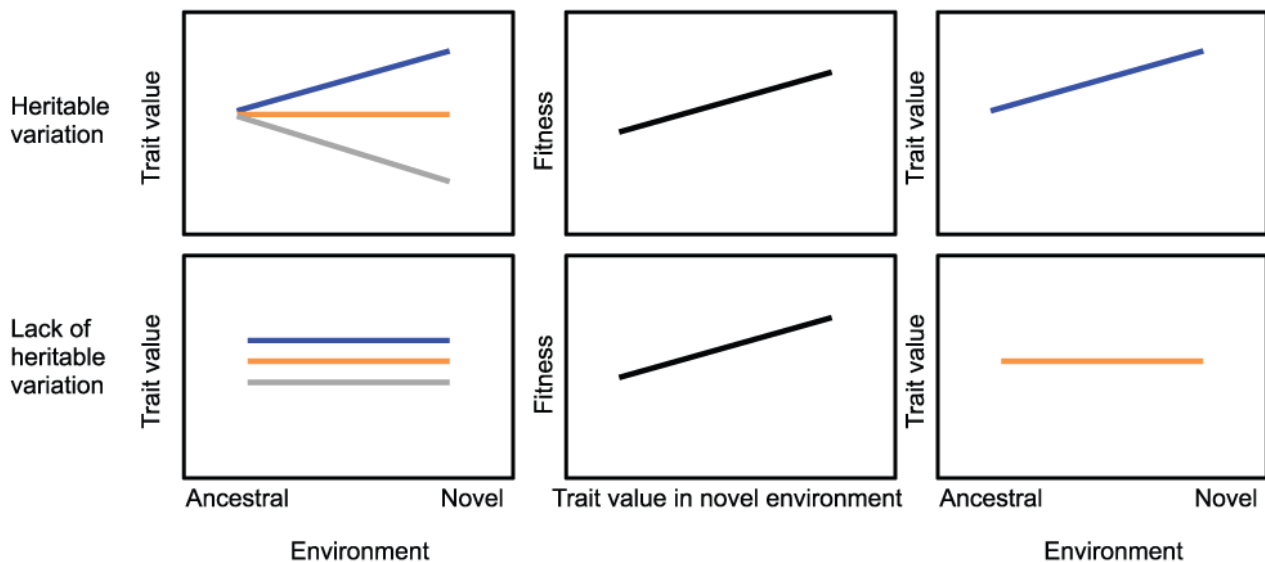 Heritable
variation
Trait value
Fitness
Trait value
Lack of
heritable
variation
Trait value
Fitness
Trait value
Ancestral Novel
Trait value in novel environment
Ancestral Novel
Environment
Environment